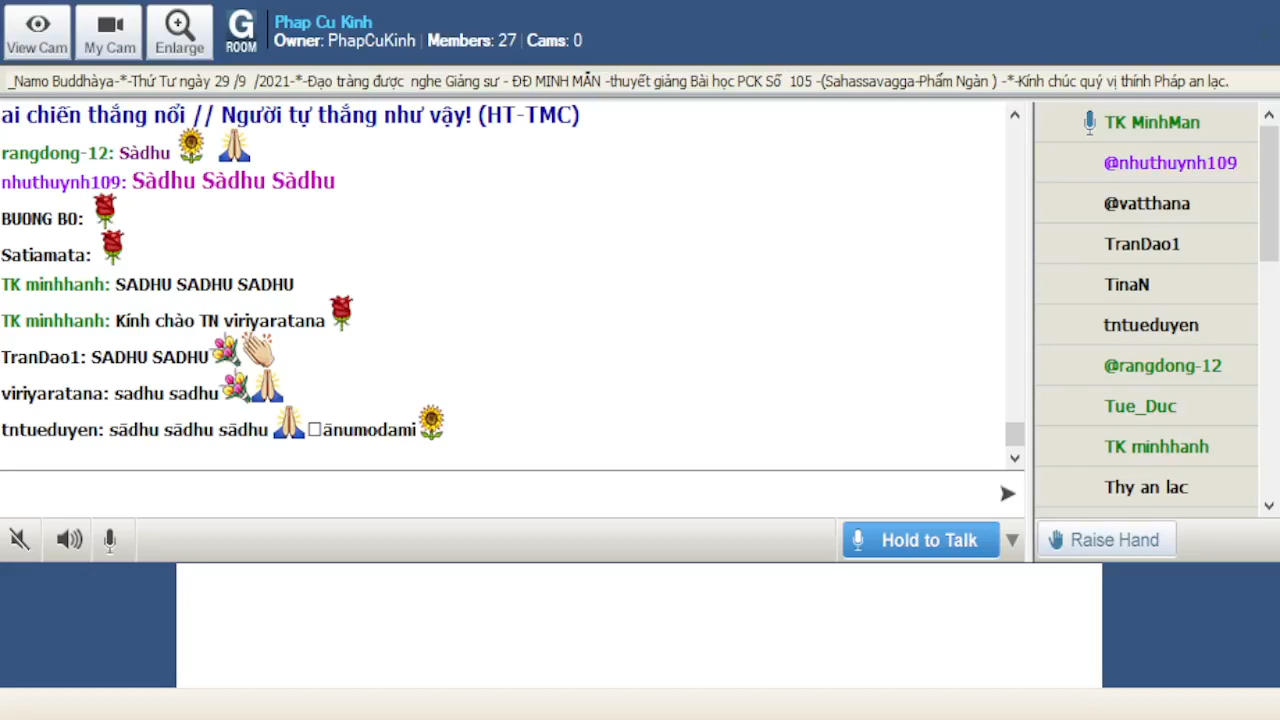 View Cam
My Cam
Enlarge
G
ROOM
Phap Cu Kinh
Owner: PhapCuKinh | Members: 27 | Cams: 0
_Namo Buddhàya-*-Thứ Tư ngày 29 /9 /2021-*-Đạo tràng được nghe Giảng sư - ĐĐ MINH MẪN -thuyết giảng Bài học PCK Số 105 -(Sahassavagga-Phẩm Ngàn ) -*-Kính chúc quý vị thính Pháp an lạc.
ai chiến thắng nổi // Người tự thắng như vậy! (HT-TMC)
rangdong-12: Sàdhu
nhuthuynh109: Sàdhu Sàdhu Sàdhu
BUONG BO:
Satiamata:
TK minhhanh: SADHU SADHU SADHU
TK minhhanh: Kính chào TN viriyaratana
TranDao1: SADHU SADHU
viriyaratana: sadhu sadhu
tntueduyen: sādhu sādhu sādhu ānumodami
TK MinhMan
@nhuthuynh109
@vatthana
TranDao1
TinaN
tntueduyen
@rangdong-12
Tue_Duc
TK minhhanh
Thy an lac
Hold to Talk
Raise Hand